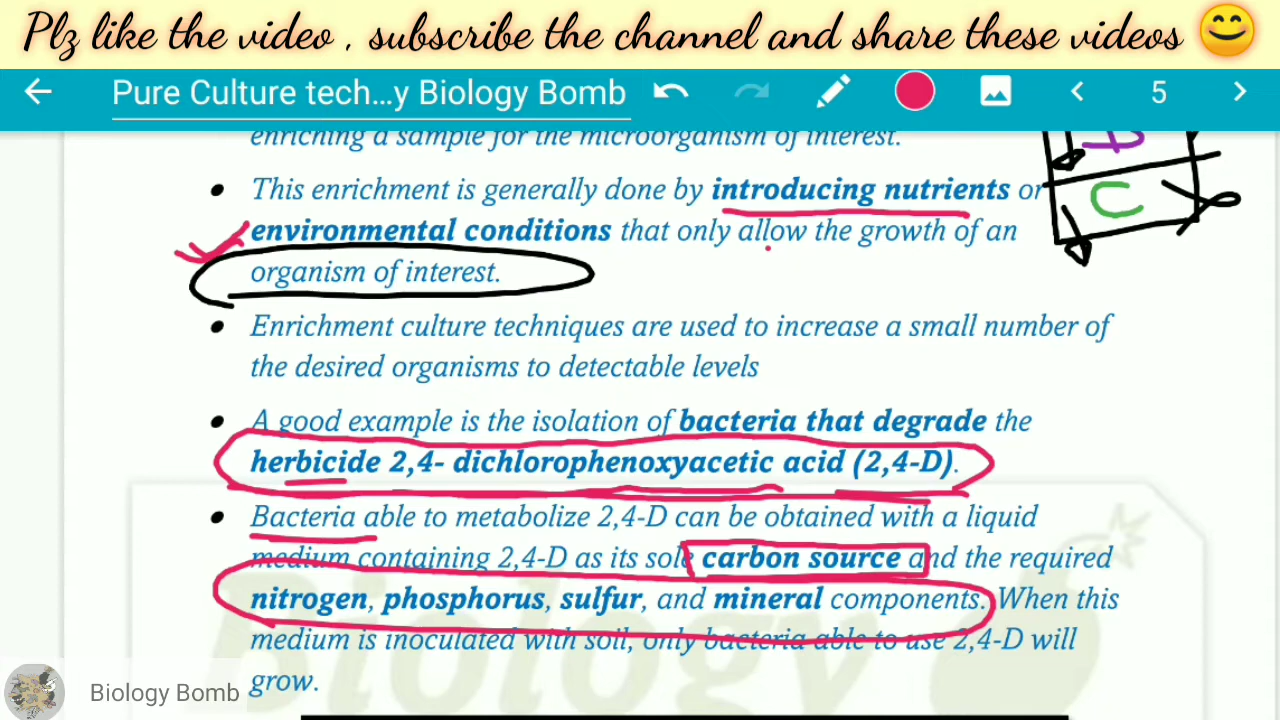 Plz like the video , subscribe the channel and share these videos 😊
Pure Culture tech...y Biology Bomb
5
enriching a sample for the microorganism of interest.
B
• This enrichment is generally done by introducing nutrients or
C
environmental conditions that only allow the growth of an
organism of interest.
• Enrichment culture techniques are used to increase a small number of
the desired organisms to detectable levels
• A good example is the isolation of bacteria that degrade the
herbicide 2,4- dichlorophenoxyacetic acid (2,4-D).
• Bacteria able to metabolize 2,4-D can be obtained with a liquid
medium containing 2,4-D as its sole carbon source and the required
nitrogen, phosphorus, sulfur, and mineral components. When this
medium is inoculated with soil, only bacteria able to use 2,4-D will
grow.
Biology
Biology Bomb